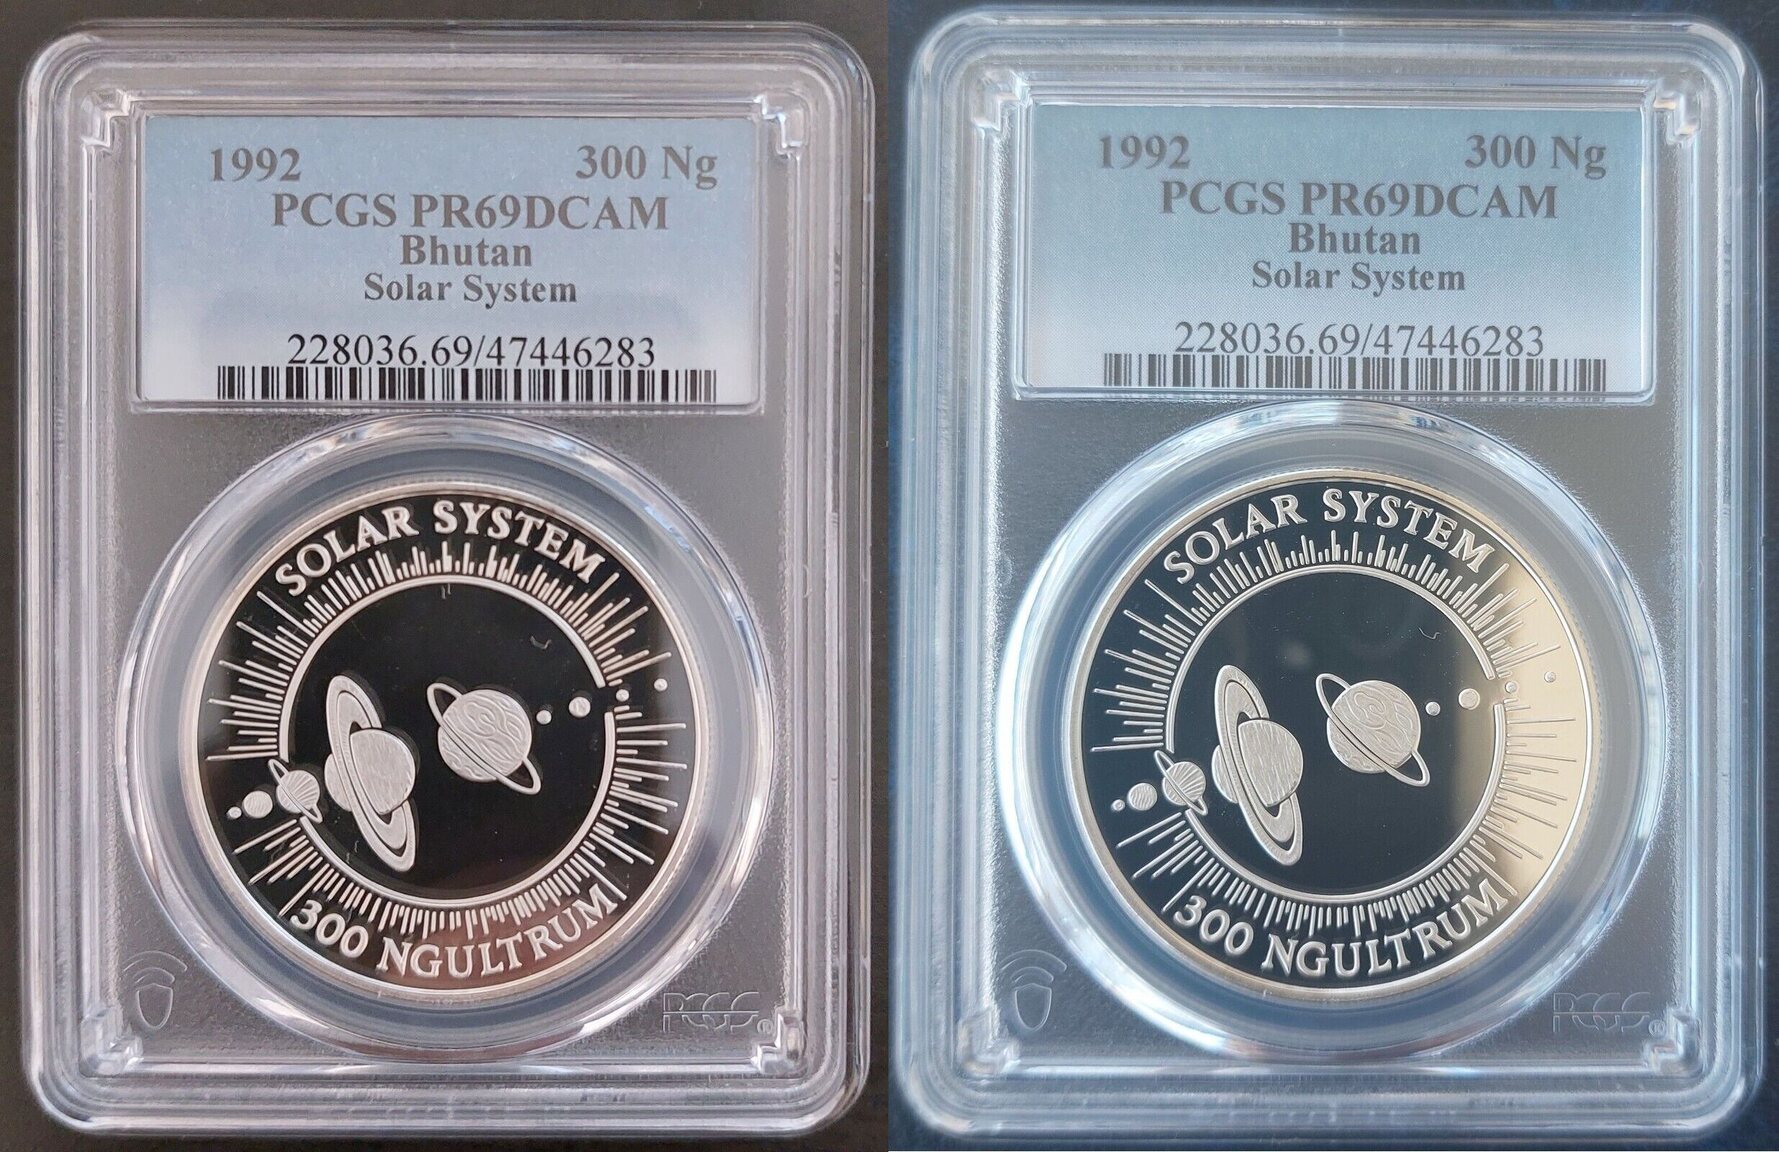 1992 300 Ng
PCGS PR69DCAM
Bhutan
Solar System
228036.69/47446283
SOLAR SYSTEM
300 NGULTRUM
PCGS
1992 300 Ng
PCGS PR69DCAM
Bhutan
Solar System
228036.69/47446283
SOLAR SYSTEM
300 NGULTRUM
PCGS